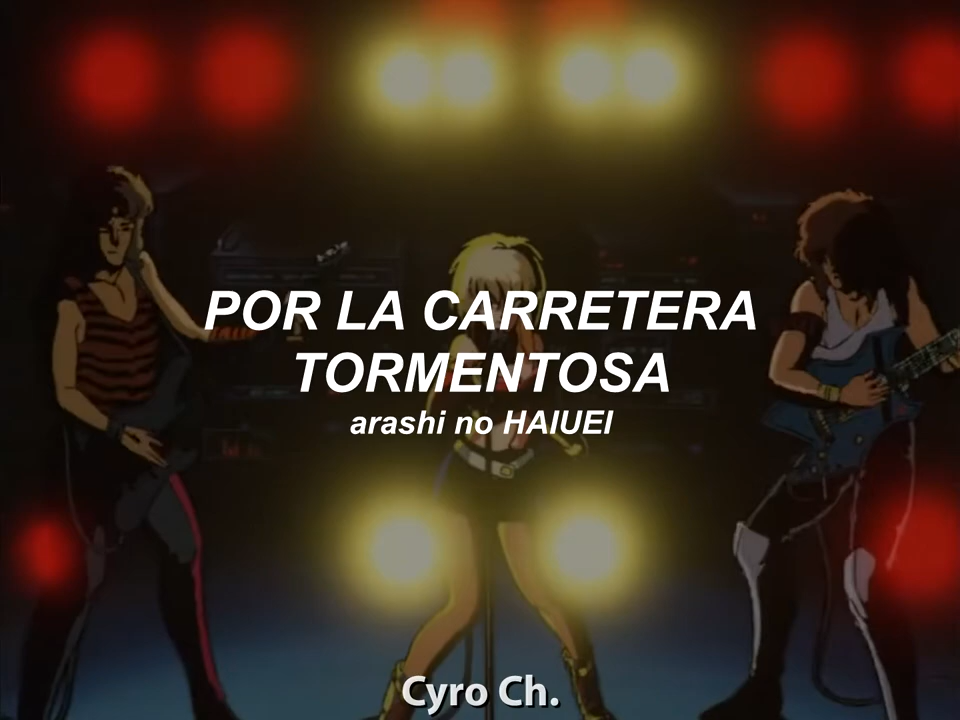 POR LA CARRETERA
TORMENTOSA
arashi no HAIUEI
Cyro Ch.